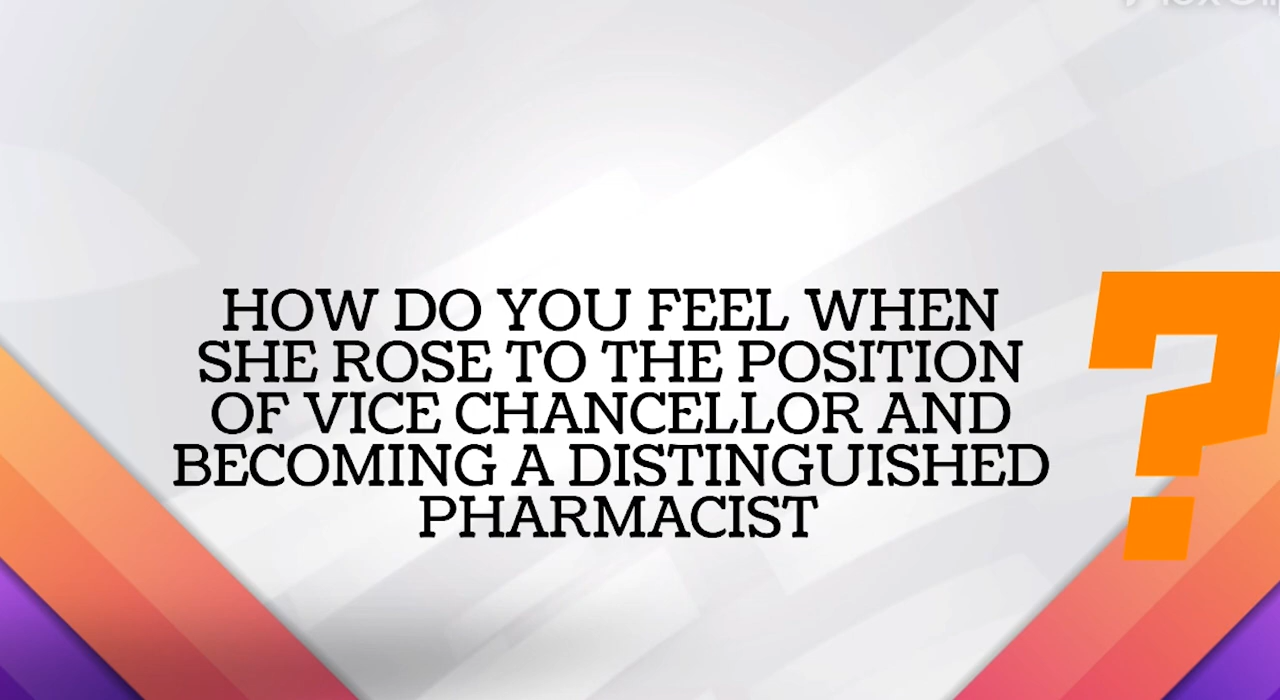 HOW DO YOU FEEL WHEN
SHE ROSE TO THE POSITION
OF VICE CHANCELLOR AND
BECOMING A DISTINGUISHED
PHARMACIST
?